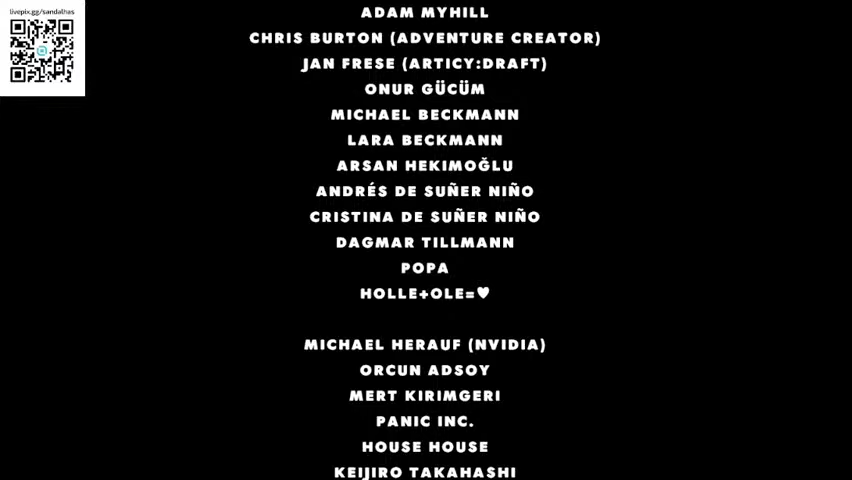 livepix.gg/sandalhas
ADAM MYHILL
CHRIS BURTON (ADVENTURE CREATOR)
JAN FRESE (ARTICY:DRAFT)
ONUR GÜCÜM
MICHAEL BECKMANN
LARA BECKMANN
ARSAN HEKIMOĞLU
ANDRÉS DE SUÑER NIÑO
CRISTINA DE SUÑER NIÑO
DAGMAR TILLMANN
POPA
HOLLE+OLE=♥
MICHAEL HERAUF (NVIDIA)
ORCUN ADSOY
MERT KIRIMGERI
PANIC INC.
HOUSE HOUSE
KEIJIRO TAKAHASHI